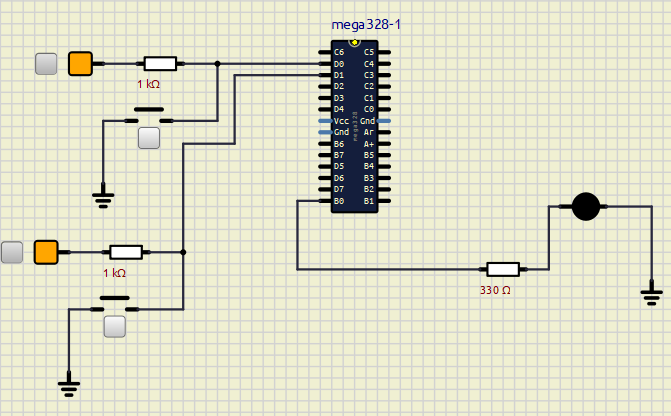 mega328-1
C6 C5
D0 C4
D1 C3
D2 C2
D3 C1
D4 C0
Vcc Gnd
Gnd Ar
B6 A+
B7 B5
D5 B4
D6 B3
D7 B2
B0 B1
mega328
1 kΩ
1 kΩ
330 Ω